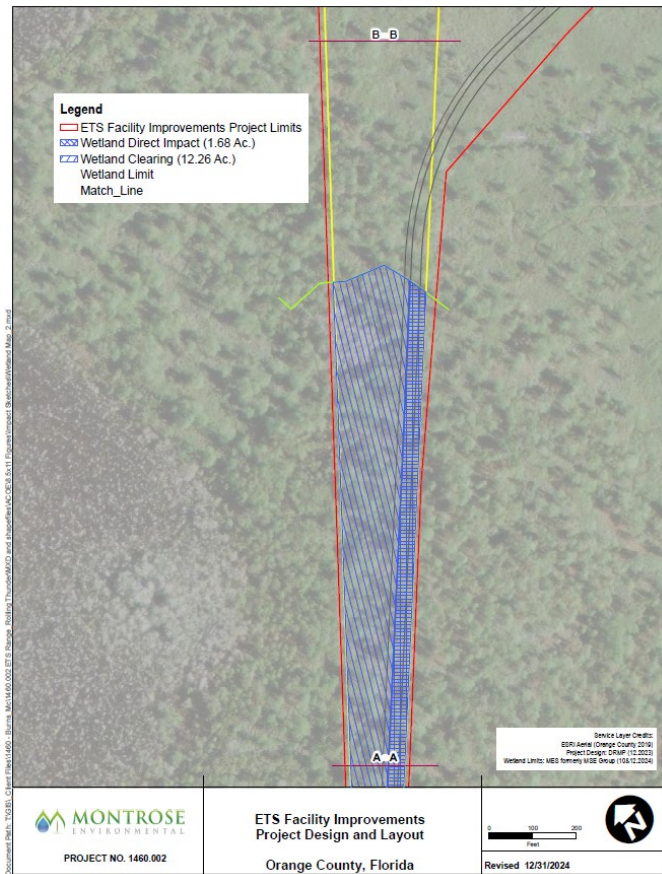 B B
Legend
ETS Facility Improvements Project Limits
Wetland Direct Impact (1.68 Ac.)
Wetland Clearing (12.26 Ac.)
Wetland Limit
Match_Line
A A
Service Layer Credits:
ESRI Aerial (Orange County 2019)
Project Design: DRMP (12.2023)
Wetland Limits: MES formerly MSE Group
MONTROSE
ENVIRONMENTAL
PROJECT NO. 1460.002
ETS Facility Improvements
Project Design and Layout
Orange County, Florida
0 100 200
Feet
N
Revised 12/31/2024